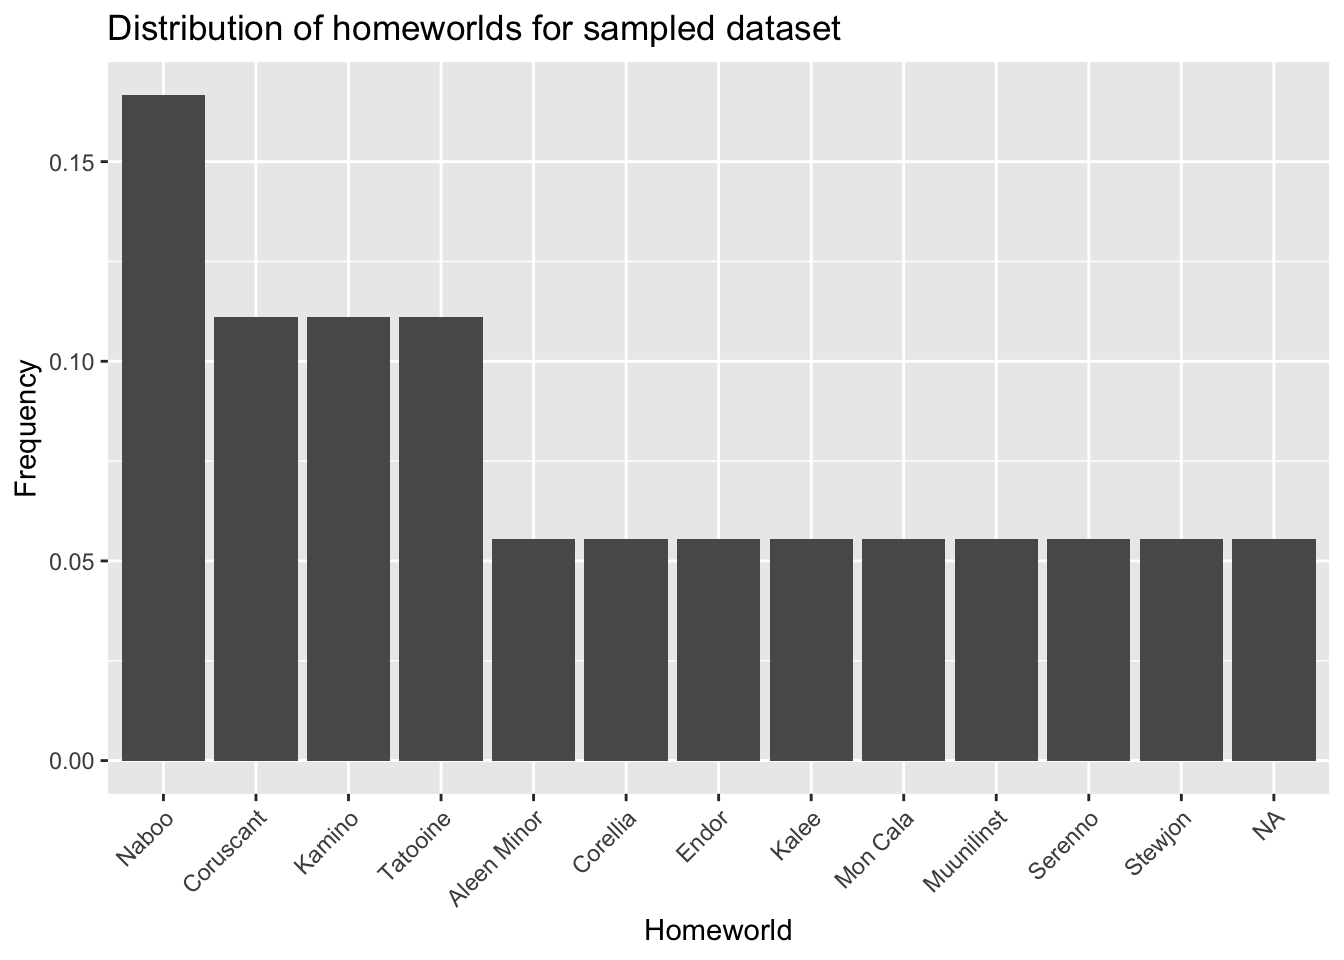 Distribution of homeworlds for sampled dataset
Frequency
0.15
0.10
0.05
0.00
Naboo
Coruscant
Kamino
Tatooine
Aleen Minor
Corellia
Endor
Kalee
Mon Cala
Muunilinst
Serenno
Stewjon
NA
Homeworld